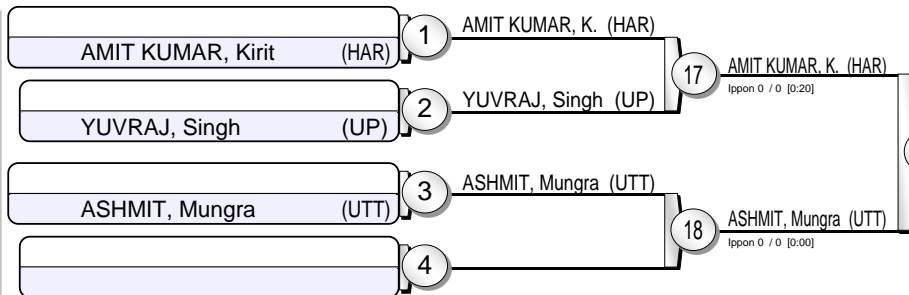 AMIT KUMAR, Kirit (HAR)
1
AMIT KUMAR, K. (HAR)
YUVRAJ, Singh (UP)
2
YUVRAJ, Singh (UP)
17
AMIT KUMAR, K. (HAR)
Ippon 0 / 0 [0:20]
ASHMIT, Mungra (UTT)
3
ASHMIT, Mungra (UTT)
4
18
ASHMIT, Mungra (UTT)
Ippon 0 / 0 [0:00]